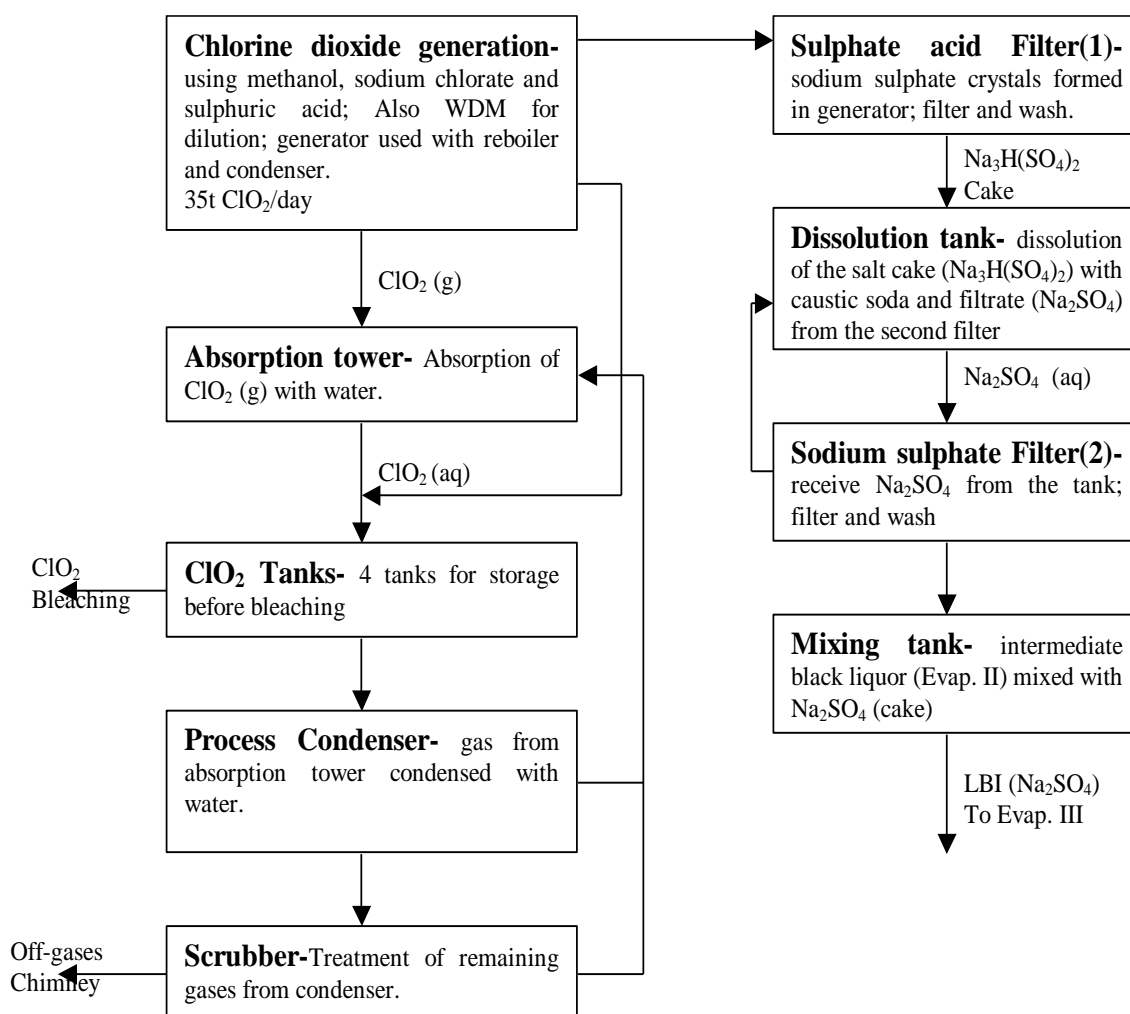 Chlorine dioxide generation-
using methanol, sodium chlorate and
sulphuric acid; Also WDM for
dilution; generator used with reboiler
and condenser.
35t ClO₂/day
ClO₂ (g)
Absorption tower- Absorption of
ClO₂ (g) with water.
ClO₂ (aq)
ClO₂ Tanks- 4 tanks for storage
before bleaching
ClO₂
Bleaching
Process Condenser- gas from
absorption tower condensed with
water.
Scrubber-Treatment of remaining
gases from condenser.
Off-gases
Chimney
Sulphate acid Filter(1)-
sodium sulphate crystals formed
in generator; filter and wash.
Na₃H(SO₄)₂
Cake
Dissolution tank- dissolution
of the salt cake (Na₃H(SO₄)₂) with
caustic soda and filtrate (Na₂SO₄)
from the second filter
Na₂SO₄ (aq)
Sodium sulphate Filter(2)-
receive Na₂SO₄ from the tank;
filter and wash
Mixing tank- intermediate
black liquor (Evap. II) mixed with
Na₂SO₄ (cake)
LBI (Na₂SO₄)
To Evap. III